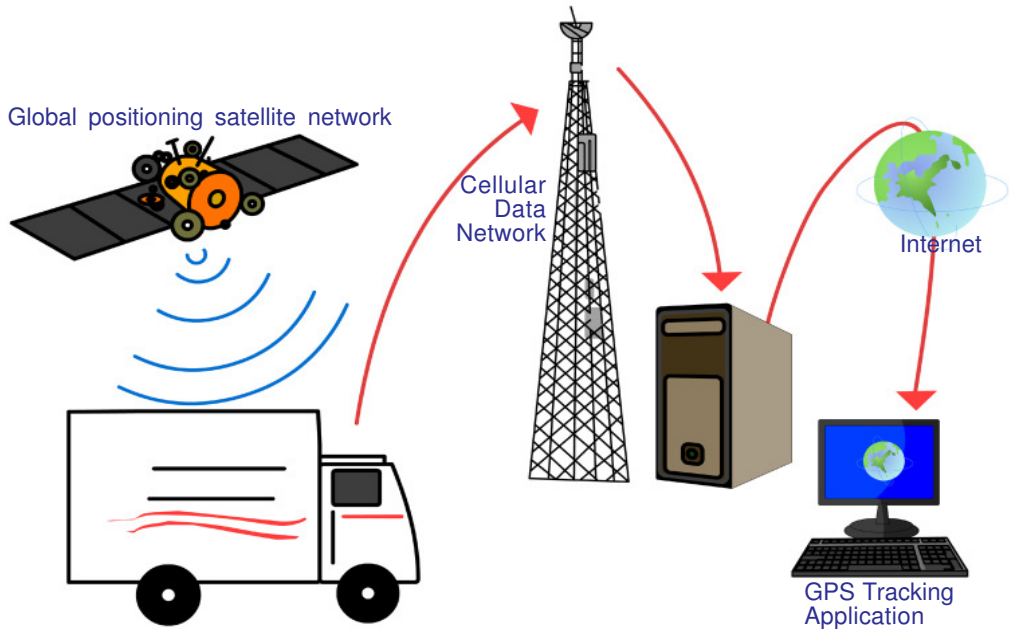 Global positioning satellite network
Cellular
Data
Network
Internet
GPS Tracking
Application